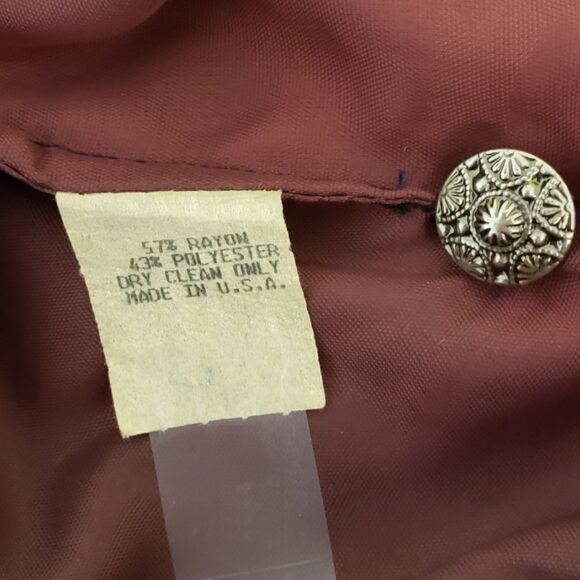 57% RAYON
43% POLYESTER
DRY CLEAN ONLY
MADE IN U.S.A.